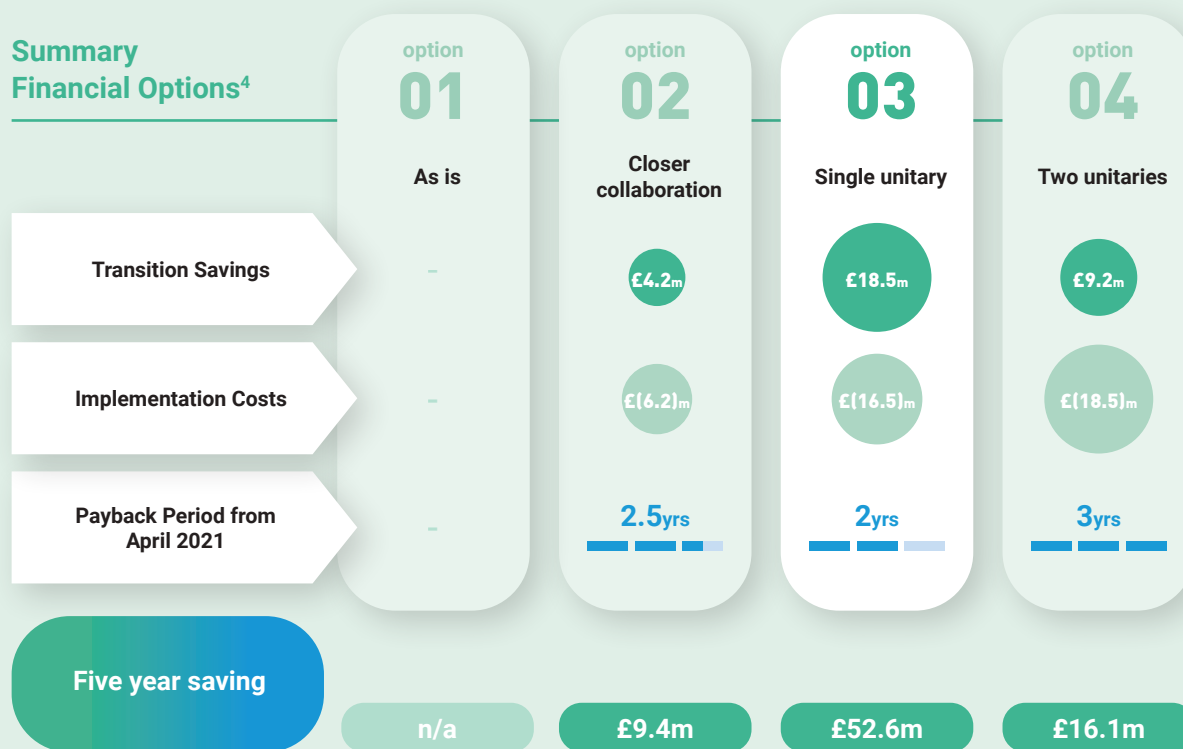 Summary
Financial Options4
option
01
option
02
option
03
option
04
As is
Closer
collaboration
Single unitary
Two unitaries
Transition Savings
-
£4.2m
£18.5m
£9.2m
Implementation Costs
-
£(6.2)m
£(16.5)m
£(18.5)m
Payback Period from
April 2021
-
2.5yrs
2yrs
3yrs
Five year saving
n/a
£9.4m
£52.6m
£16.1m